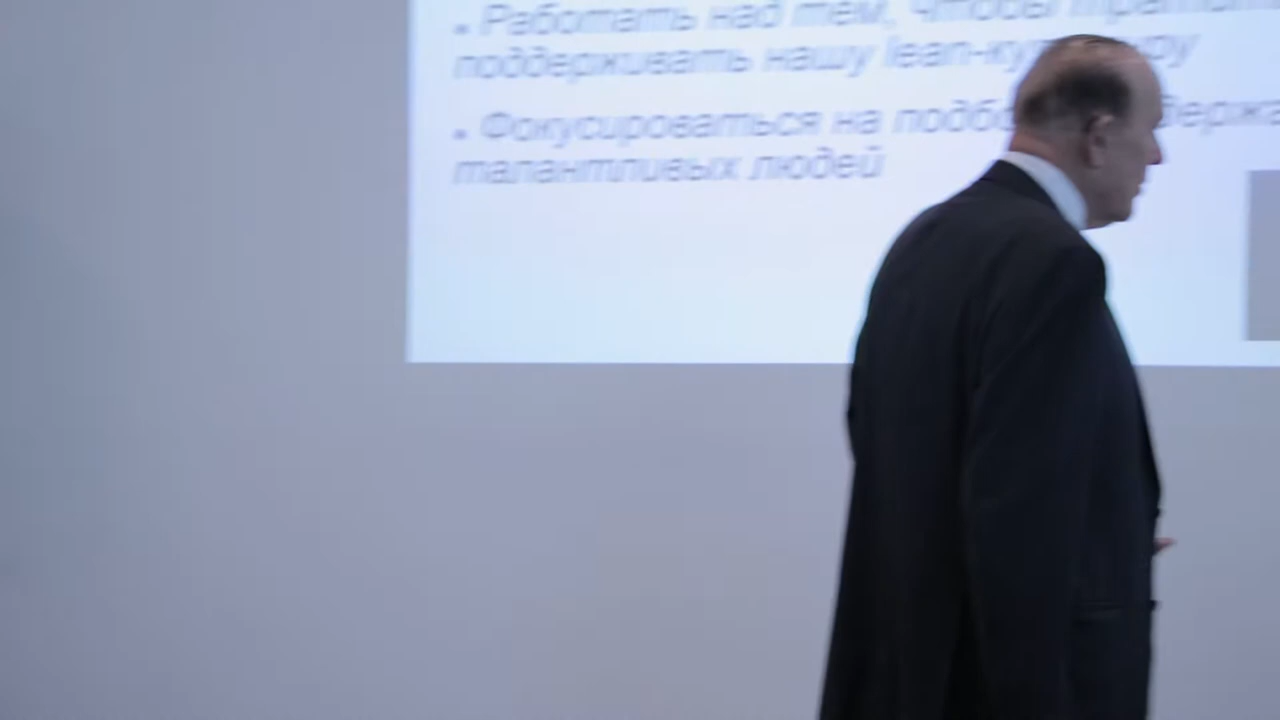 • Работать над тем, чтобы
поддерживать нашу lean-
• Фокусироваться на
талантливых людей